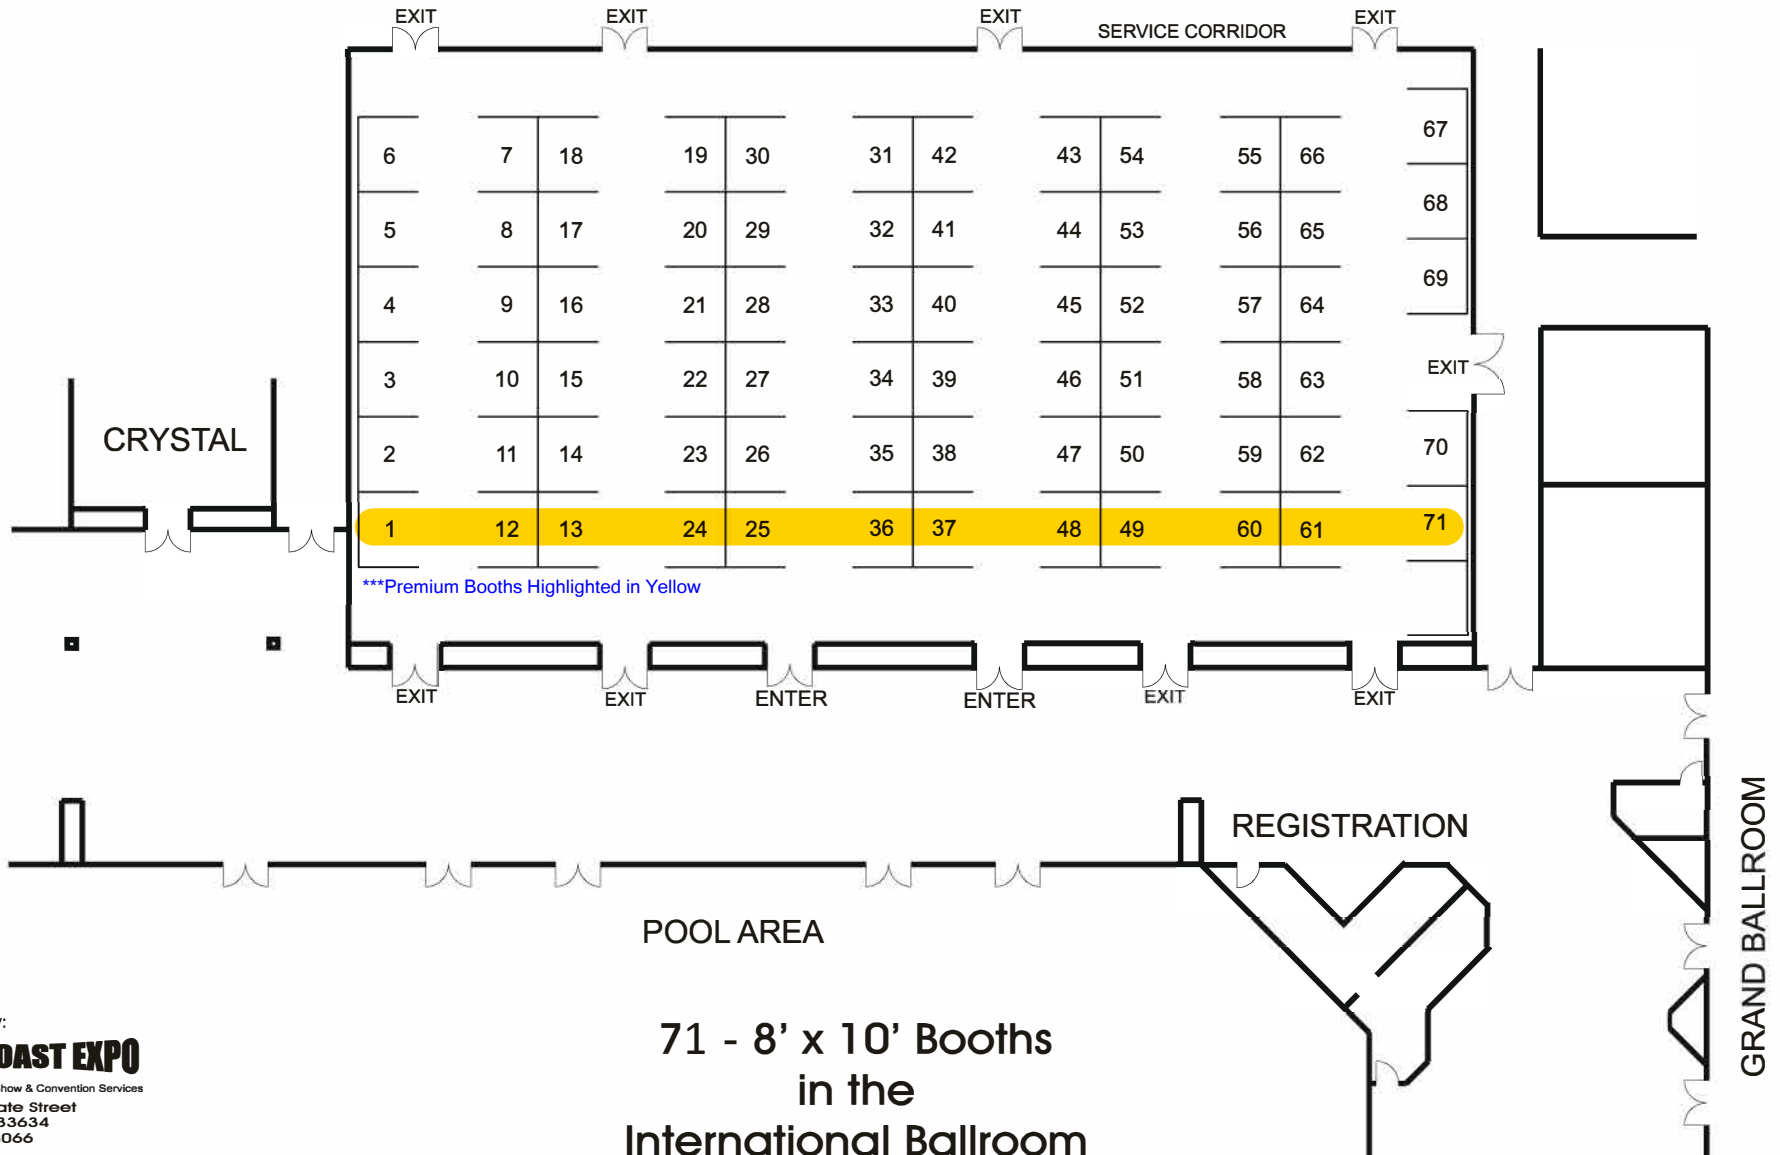 EXIT EXIT EXIT SERVICE CORRIDOR EXIT
67
6 7 18 19 30 31 42 43 54 55 66
68
5 8 17 20 29 32 41 44 53 56 65
69
4 9 16 21 28 33 40 45 52 57 64
EXIT
3 10 15 22 27 34 39 46 51 58 63
CRYSTAL
2 11 14 23 26 35 38 47 50 59 62 70
1 12 13 24 25 36 37 48 49 60 61 71
***Premium Booths Highlighted in Yellow
EXIT EXIT ENTER ENTER EXIT EXIT
REGISTRATION
GRAND BALLROOM
POOL AREA
71 - 8' x 10' Booths
in the
International Ballroom
EXPO
& Convention Services
Street
33634